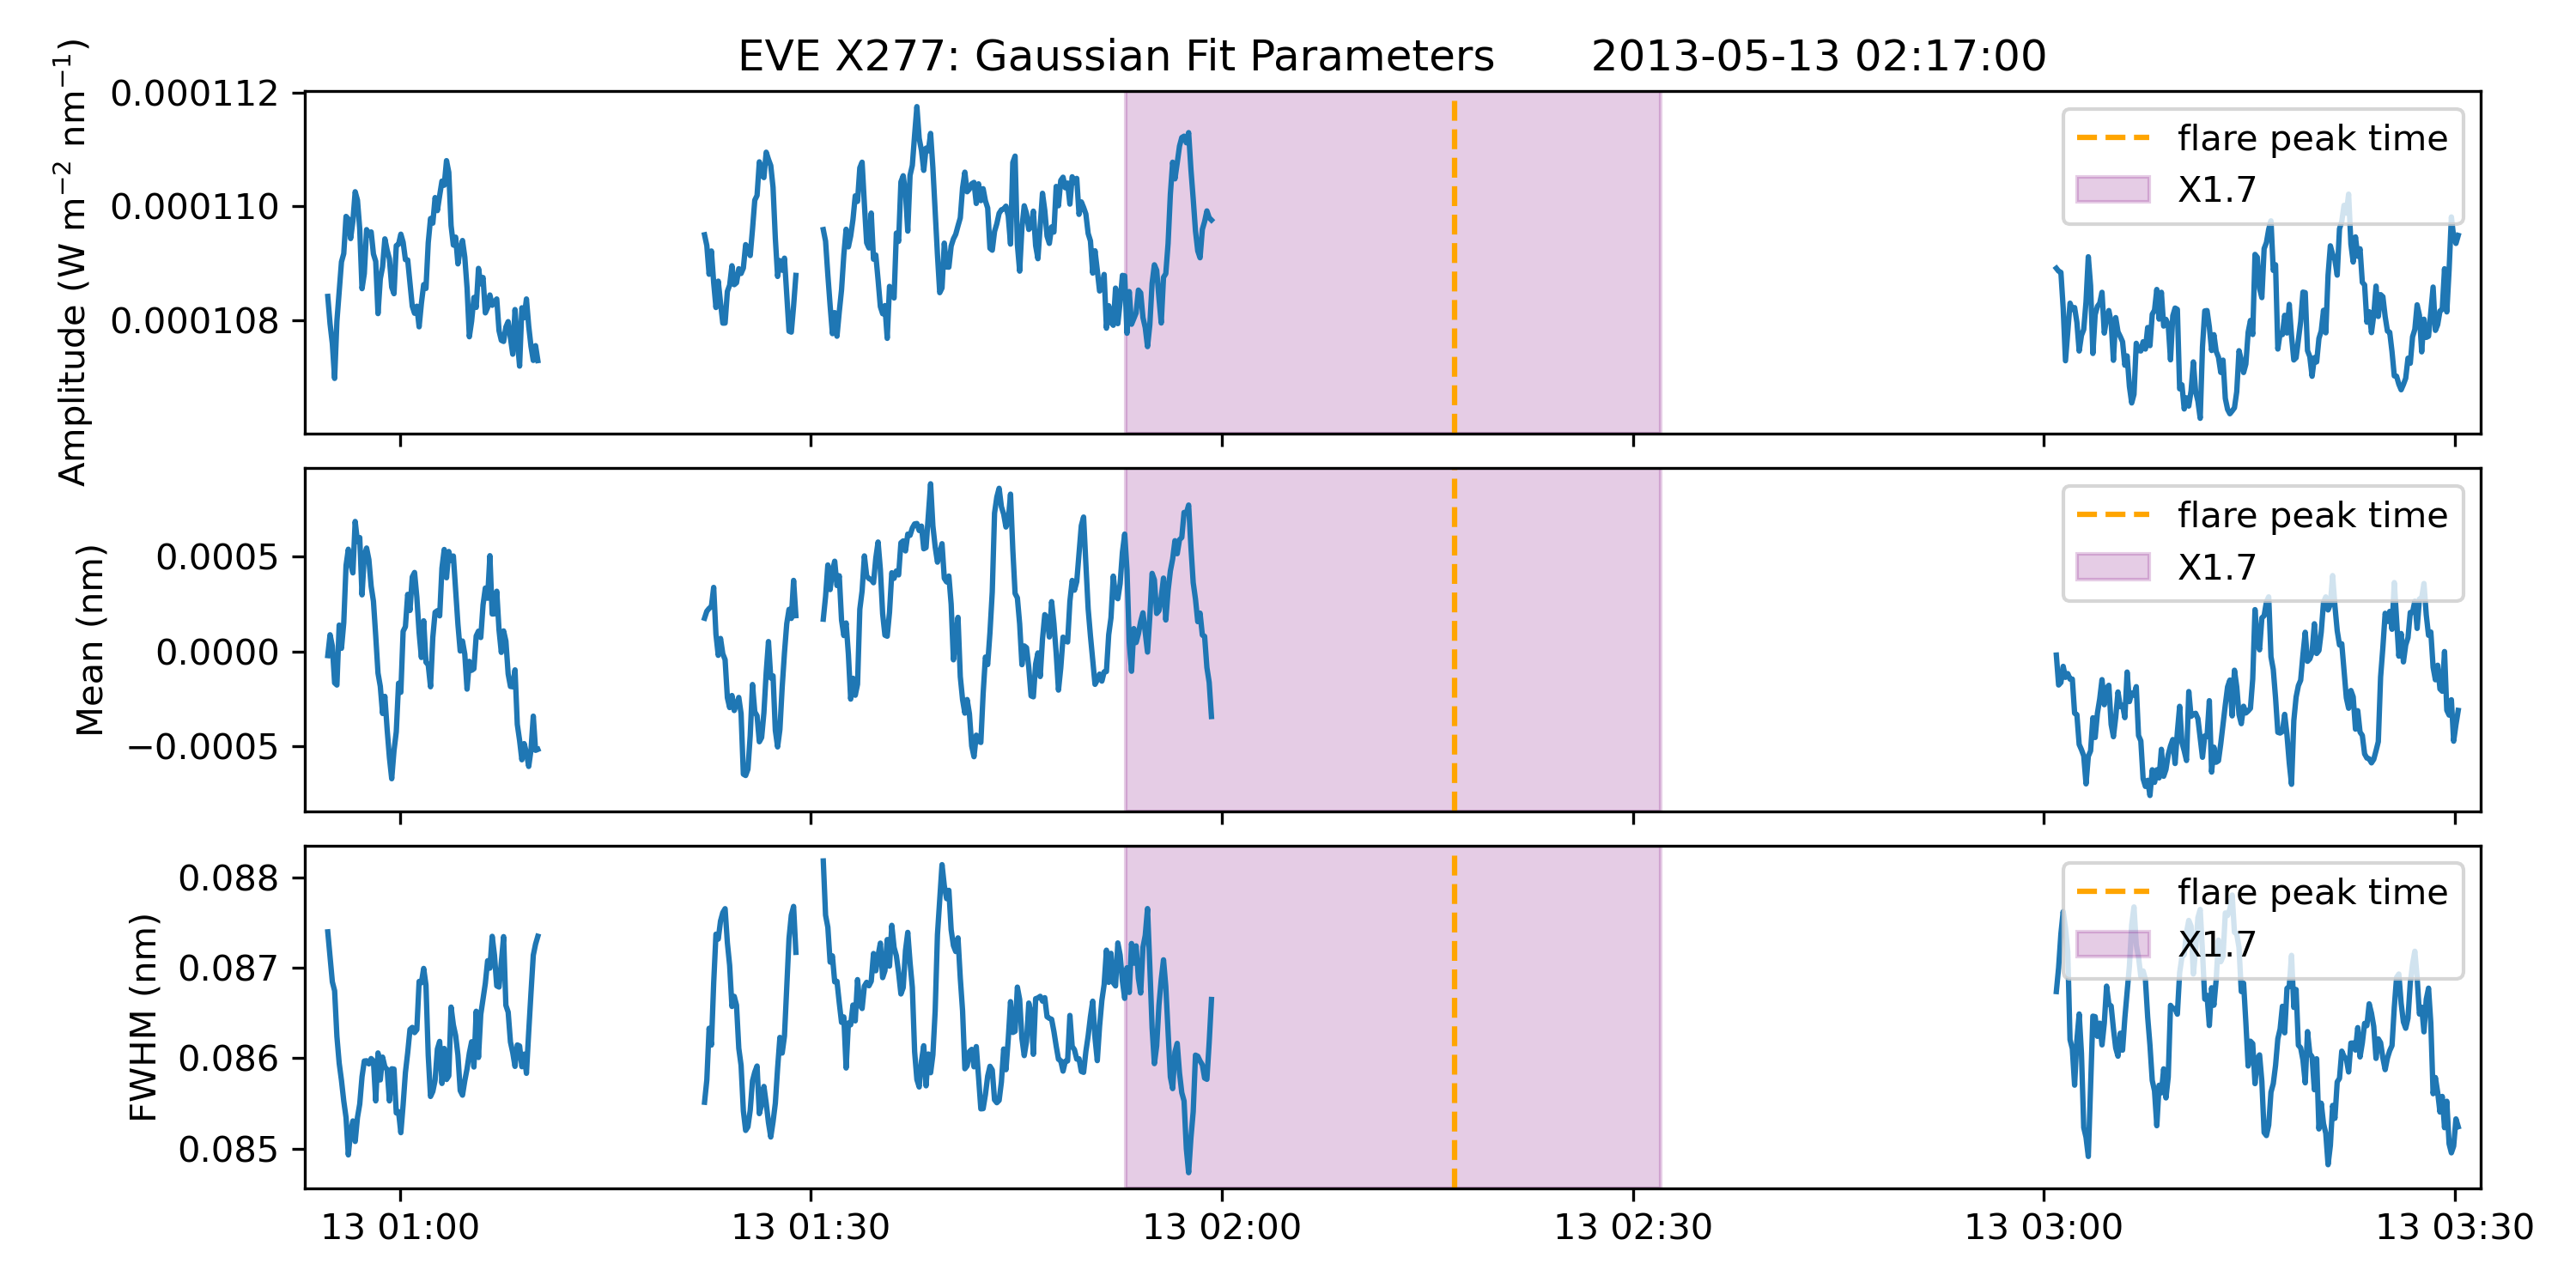 EVE X277: Gaussian Fit Parameters 2013-05-13 02:17:00
Amplitude (W m⁻² nm⁻¹)
0.000112
0.000110
0.000108
flare peak time
X1.7
Mean (nm)
0.0005
0.0000
−0.0005
flare peak time
X1.7
FWHM (nm)
0.088
0.087
0.086
0.085
flare peak time
X1.7
13 01:00 13 01:30 13 02:00 13 02:30 13 03:00 13 03:30